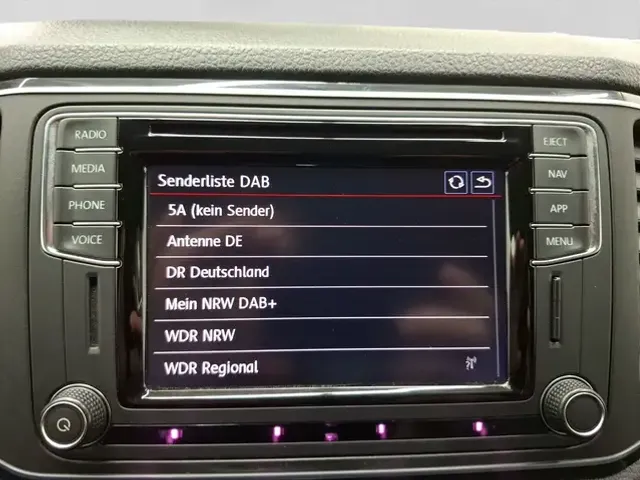 RADIO
MEDIA
PHONE
VOICE
Senderliste DAB
5A (kein Sender)
Antenne DE
DR Deutschland
Mein NRW DAB+
WDR NRW
WDR Regional
EJECT
NAV
APP
MENU